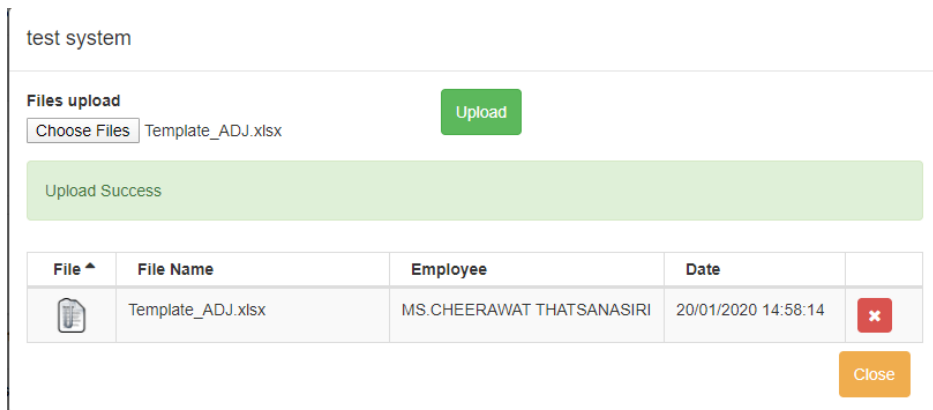 test system
Files upload
Upload
Choose Files Template_ADJ.xlsx
Upload Success
File File Name Employee Date
Template_ADJ.xlsx MS.CHEERAWAT THATSANASIRI 20/01/2020 14:58:14
Close